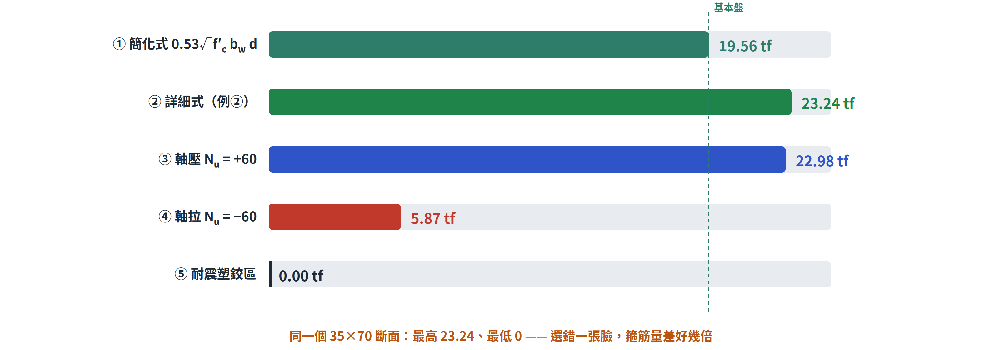 基本盤
① 簡化式 0.53√f′c bw d
19.56 tf
② 詳細式（例②）
23.24 tf
③ 軸壓 Nu = +60
22.98 tf
④ 軸拉 Nu = −60
5.87 tf
⑤ 耐震塑鉸區
0.00 tf
同一個 35×70 斷面：最高 23.24、最低 0 —— 選錯一張臉，箍筋量差好幾倍